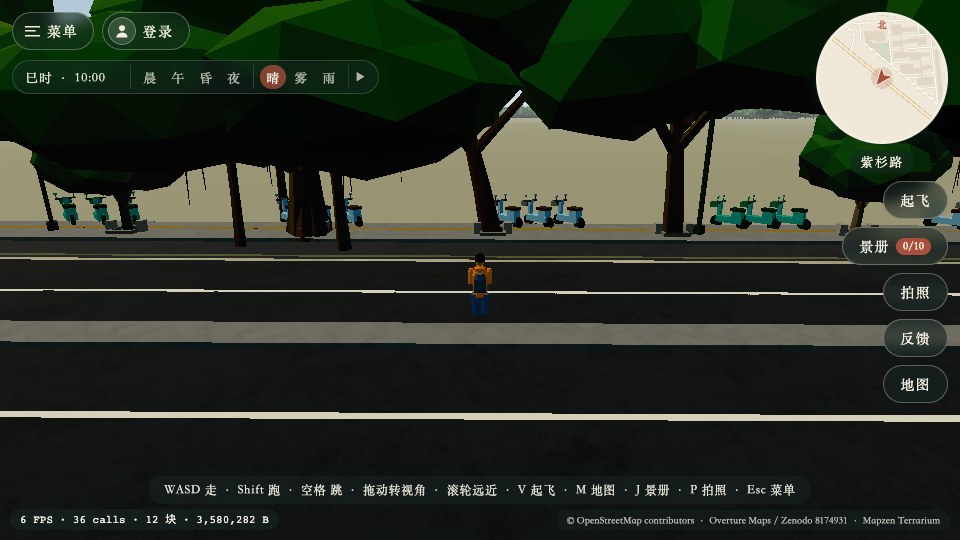 菜单
登录
北
巳时 · 10:00 晨 午 昏 夜 晴 雾 雨
紫杉路
起飞
景册 0/10
拍照
反馈
地图
WASD 走 · Shift 跑 · 空格 跳 · 拖动转视角 · 滚轮远近 · V 起飞 · M 地图 · J 景册 · P 拍照 · Esc 菜单
6 FPS · 36 calls · 12 块 · 3,580,282 B
© OpenStreetMap contributors · Overture Maps / Zenodo 8174931 · Mapzen Terrarium